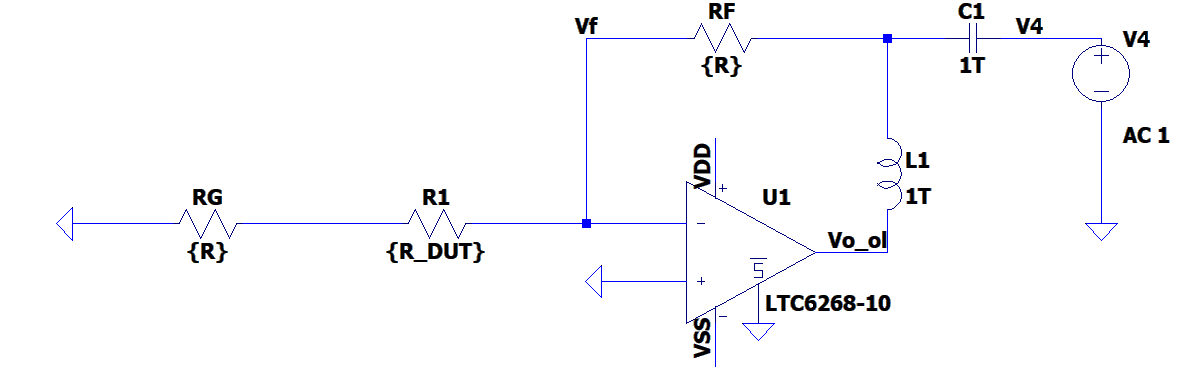 RF
C1
Vf
V4
V4
{R}
1T
AC 1
VDD
L1
RG
R1
+
U1
1T
{R}
{R_DUT}
−
Vo_ol
+
S
LTC6268-10
VSS
−